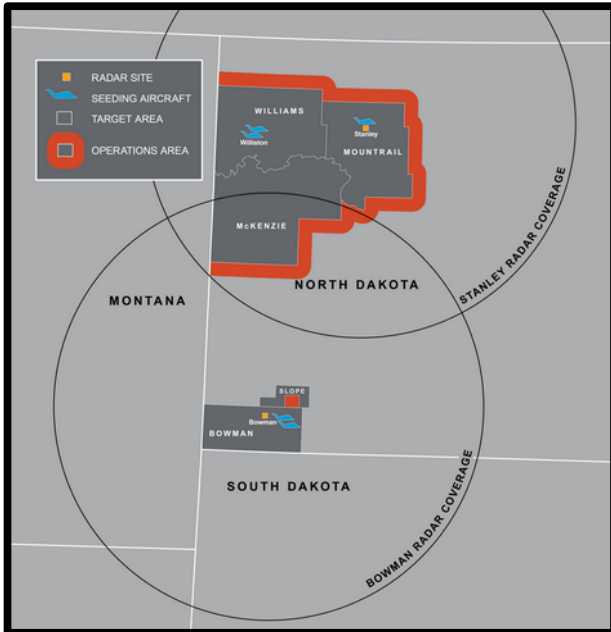 RADAR SITE
SEEDING AIRCRAFT
TARGET AREA
OPERATIONS AREA
WILLIAMS
Williston
Stanley
MOUNTRAIL
McKENZIE
NORTH DAKOTA
MONTANA
STANLEY RADAR COVERAGE
SLOPE
Bowman
BOWMAN
SOUTH DAKOTA
BOWMAN RADAR COVERAGE